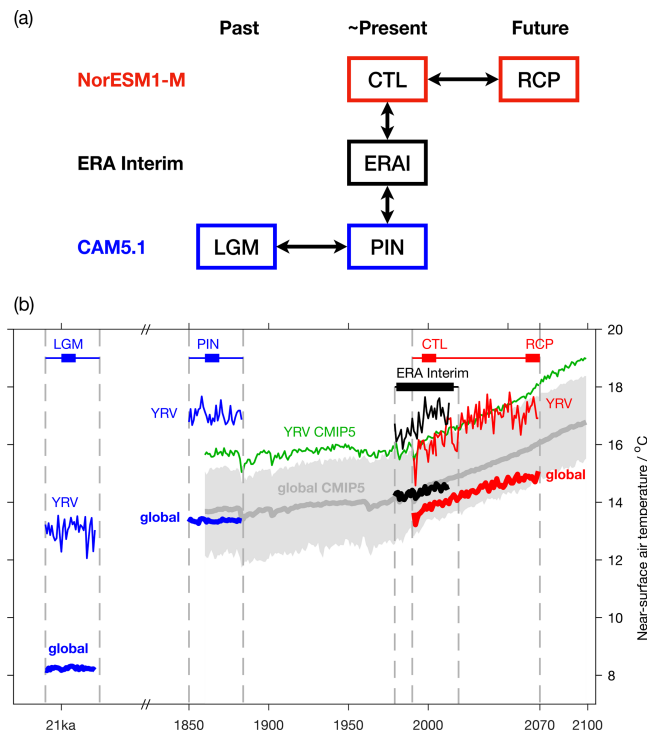 (a)
Past ~Present Future
NorESM1-M CTL RCP
ERA Interim ERAI
CAM5.1 LGM PIN
(b)
20
LGM PIN CTL RCP
ERA Interim
18
YRV YRV
YRV CMIP5
16
global CMIP5
global
14
global
YRV
12
10
global
8
Near-surface air temperature / °C
21ka 1850 1900 1950 2000 2070 2100